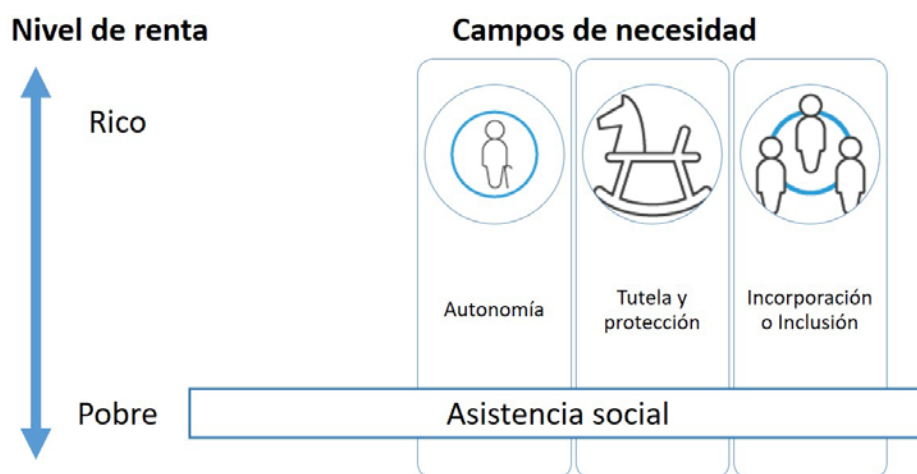 Nivel de renta
Campos de necesidad
Rico
Autonomía
Tutela y
protección
Incorporación
o Inclusión
Pobre
Asistencia social